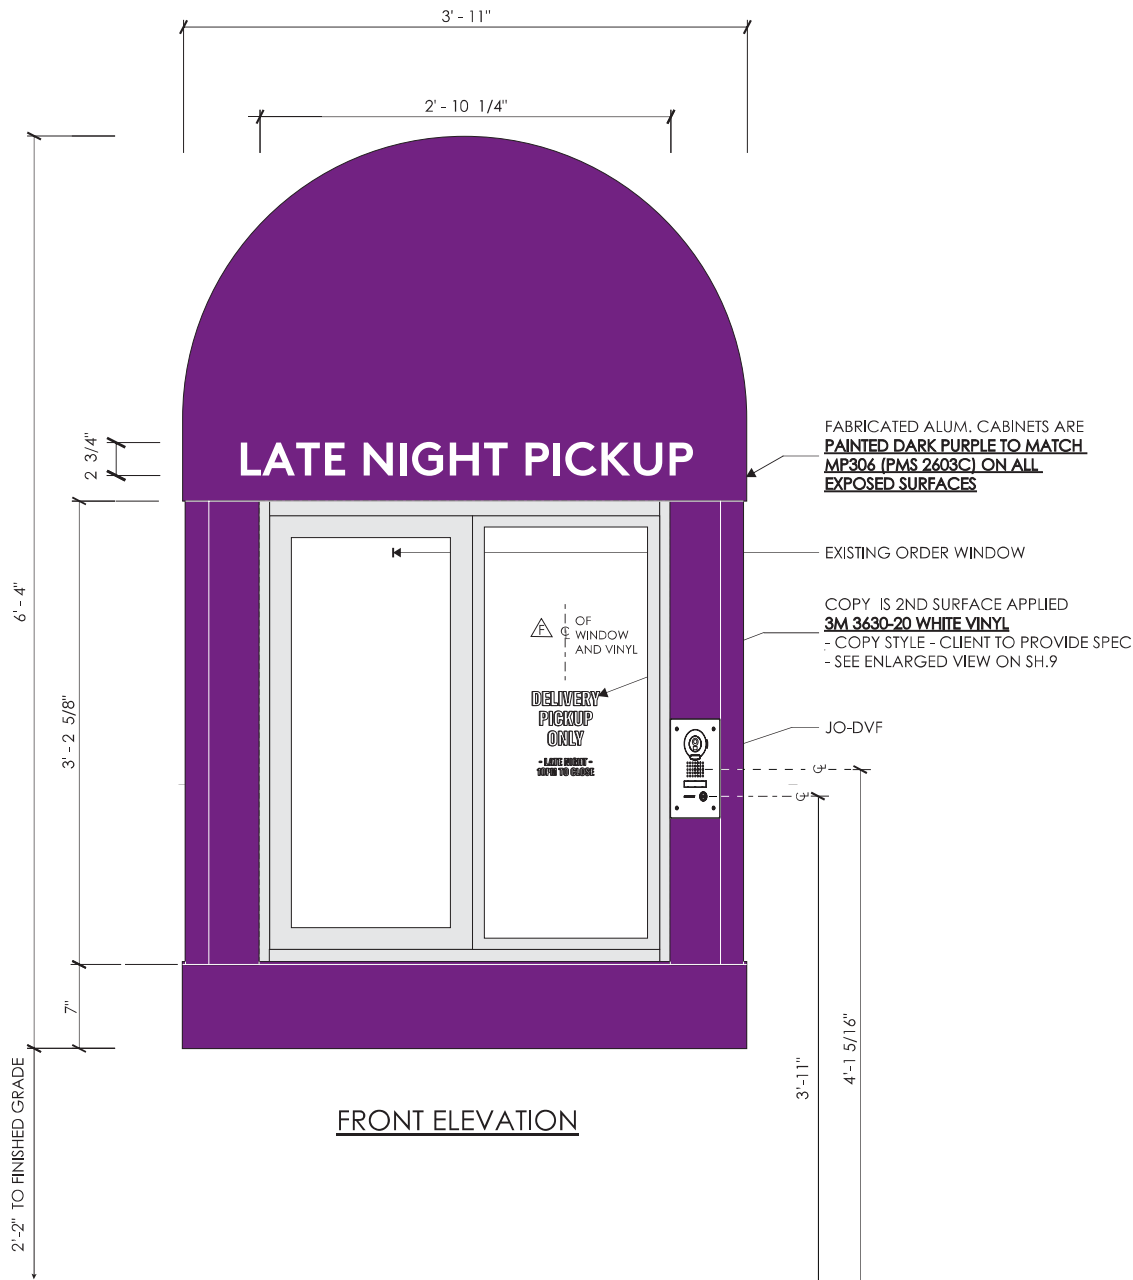 3' - 11"
2' - 10 1/4"
6' - 4"
2 3/4"
3' - 2 5/8"
7"
2'-2" TO FINISHED GRADE
LATE NIGHT PICKUP
F
℄ OF
WINDOW
AND VINYL
DELIVERY
PICKUP
ONLY
- LATE NIGHT -
10PM TO CLOSE
FABRICATED ALUM. CABINETS ARE
PAINTED DARK PURPLE TO MATCH
MP306 (PMS 2603C) ON ALL
EXPOSED SURFACES
EXISTING ORDER WINDOW
COPY IS 2ND SURFACE APPLIED
3M 3630-20 WHITE VINYL
- COPY STYLE - CLIENT TO PROVIDE SPEC
- SEE ENLARGED VIEW ON SH.9
JO-DVF
℄
℄
3'-11"
4'-1 5/16"
FRONT ELEVATION